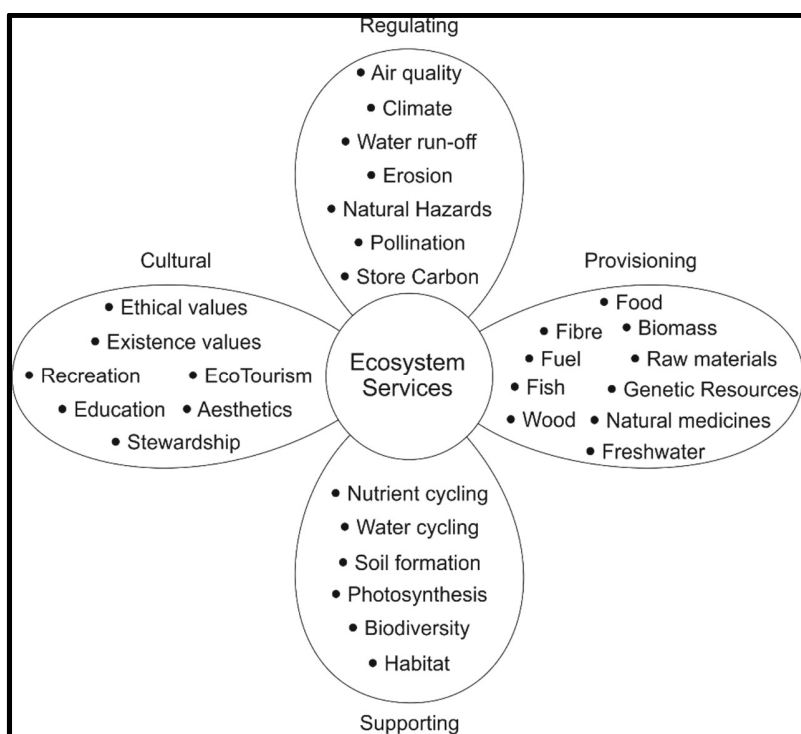 Regulating
• Air quality
• Climate
• Water run-off
• Erosion
• Natural Hazards
• Pollination
• Store Carbon
Cultural
• Ethical values
• Existence values
• Recreation • EcoTourism
• Education • Aesthetics
• Stewardship
Ecosystem
Services
Provisioning
• Food
• Fibre • Biomass
• Fuel • Raw materials
• Fish • Genetic Resources
• Wood • Natural medicines
• Freshwater
• Nutrient cycling
• Water cycling
• Soil formation
• Photosynthesis
• Biodiversity
• Habitat
Supporting